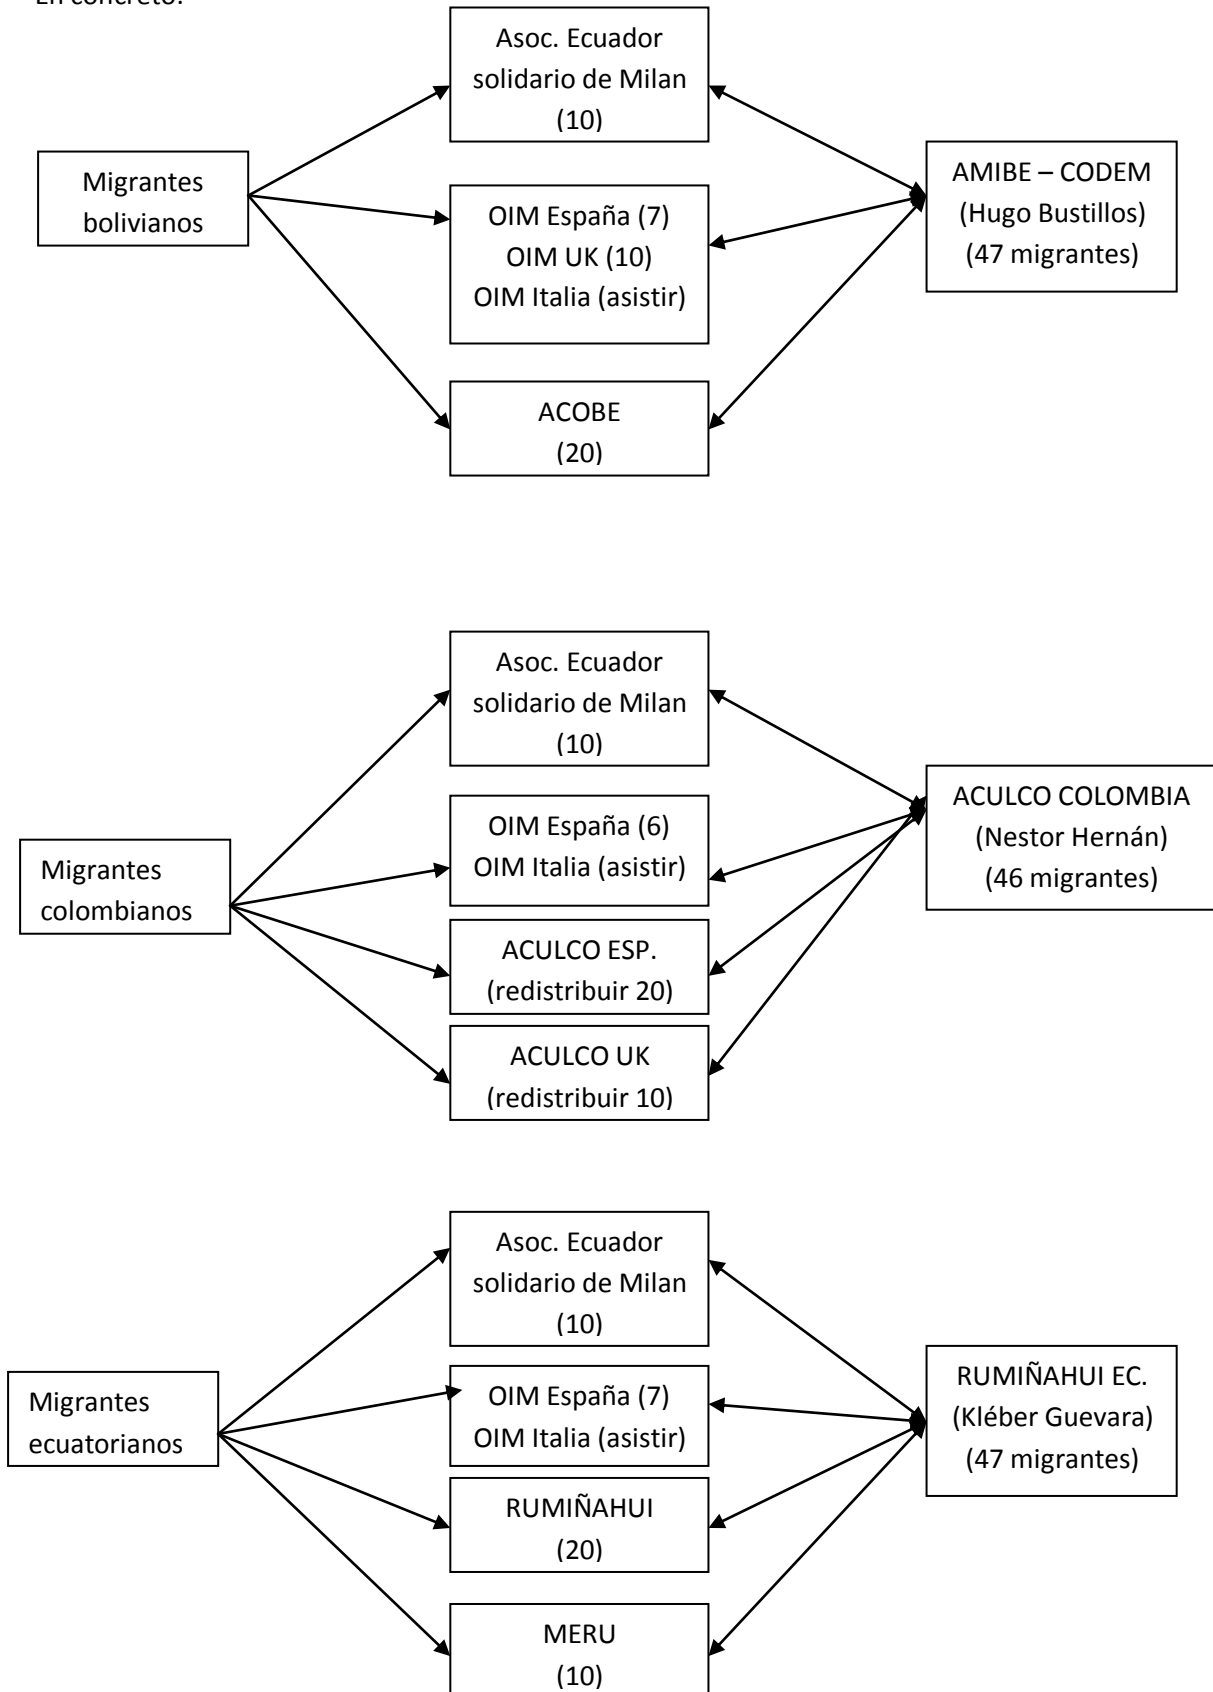 En concreto:
Asoc. Ecuador
solidario de Milan
(10)
Migrantes
bolivianos
OIM España (7)
OIM UK (10)
OIM Italia (asistir)
AMIBE – CODEM
(Hugo Bustillos)
(47 migrantes)
ACOBE
(20)
Asoc. Ecuador
solidario de Milan
(10)
Migrantes
colombianos
OIM España (6)
OIM Italia (asistir)
ACULCO COLOMBIA
(Nestor Hernán)
(46 migrantes)
ACULCO ESP.
(redistribuir 20)
ACULCO UK
(redistribuir 10)
Asoc. Ecuador
solidario de Milan
(10)
Migrantes
ecuatorianos
OIM España (7)
OIM Italia (asistir)
RUMIÑAHUI EC.
(Kléber Guevara)
(47 migrantes)
RUMIÑAHUI
(20)
MERU
(10)